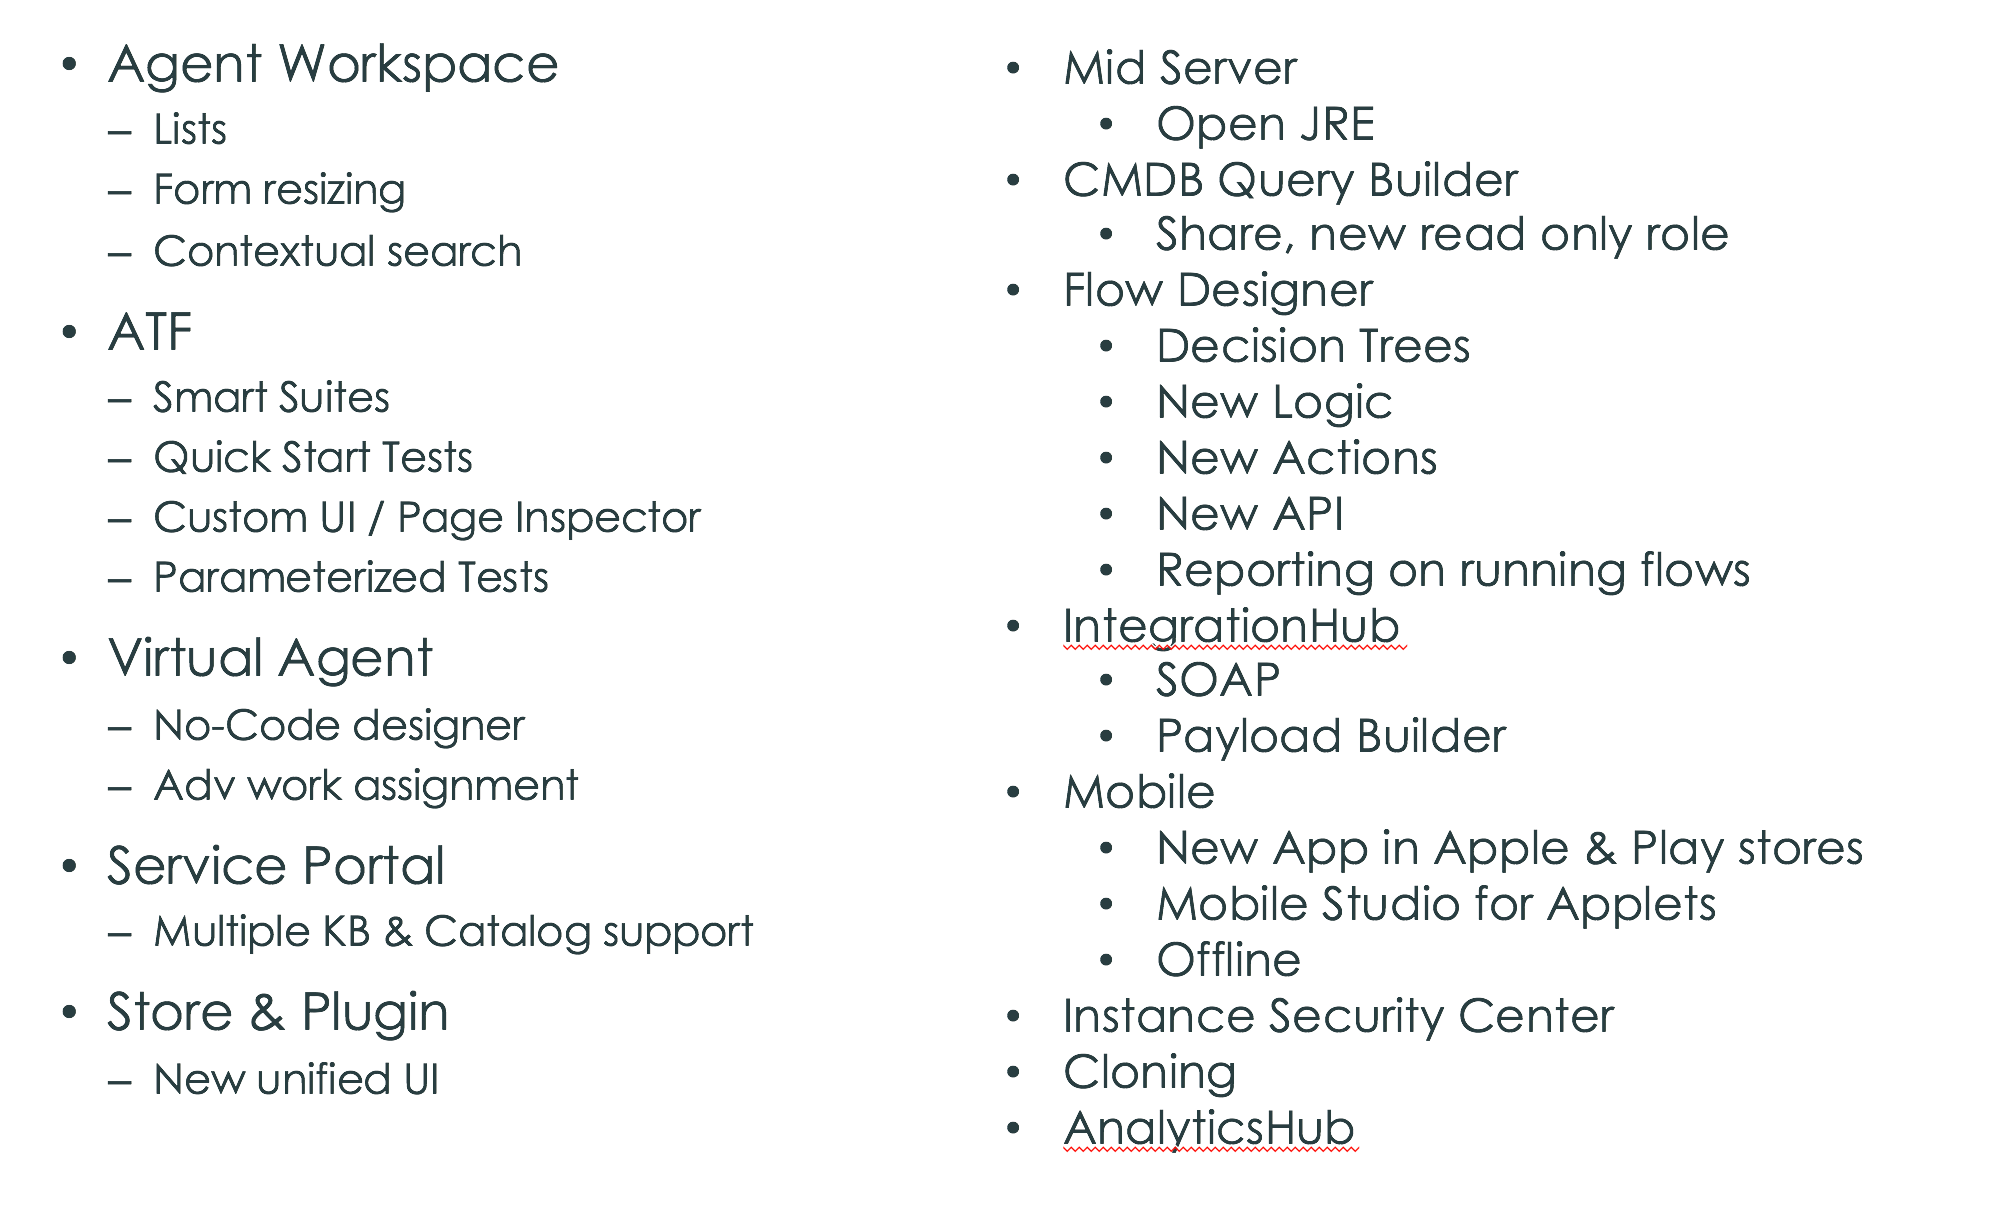 • Agent Workspace
– Lists
– Form resizing
– Contextual search
• ATF
– Smart Suites
– Quick Start Tests
– Custom UI / Page Inspector
– Parameterized Tests
• Virtual Agent
– No-Code designer
– Adv work assignment
• Service Portal
– Multiple KB & Catalog support
• Store & Plugin
– New unified UI
• Mid Server
• Open JRE
• CMDB Query Builder
• Share, new read only role
• Flow Designer
• Decision Trees
• New Logic
• New Actions
• New API
• Reporting on running flows
• IntegrationHub
• SOAP
• Payload Builder
• Mobile
• New App in Apple & Play stores
• Mobile Studio for Applets
• Offline
• Instance Security Center
• Cloning
• AnalyticsHub